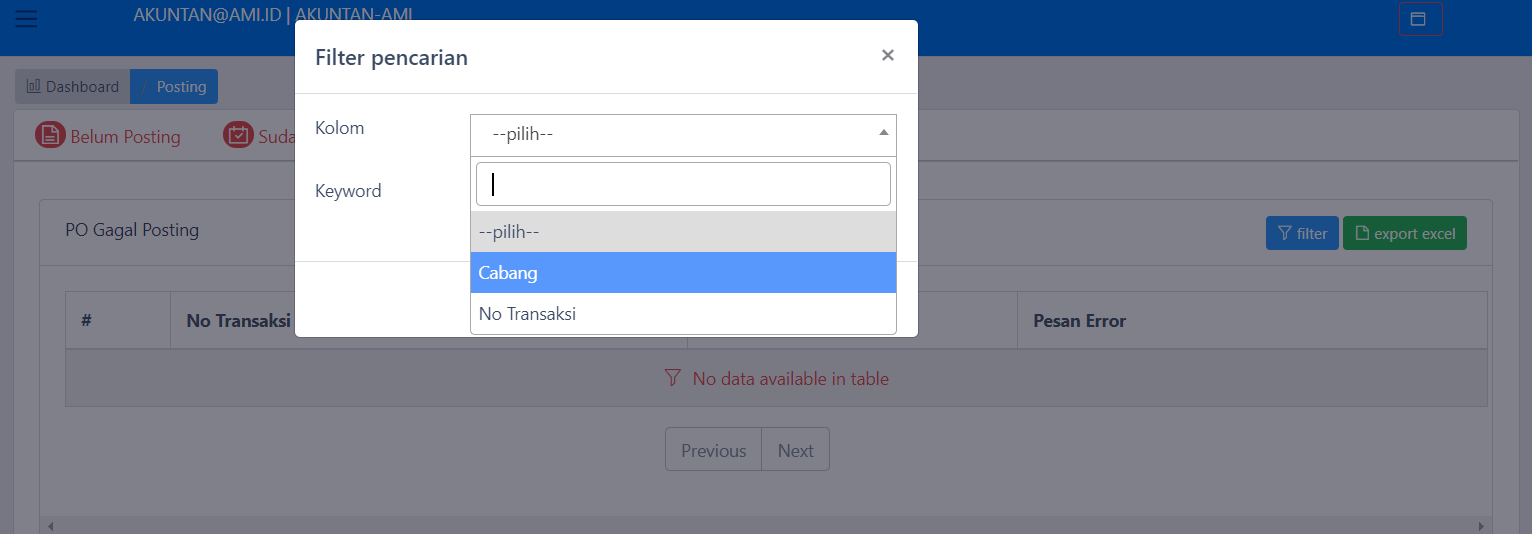 AKUNTAN@AMI.ID | AKUNTAN-AMI
Filter pencarian
Dashboard / Posting
Kolom
--pilih--
Belum Posting
Suda
Keyword
--pilih--
Cabang
No Transaksi
PO Gagal Posting
filter
export excel
# No Transaksi Pesan Error
No data available in table
Previous Next